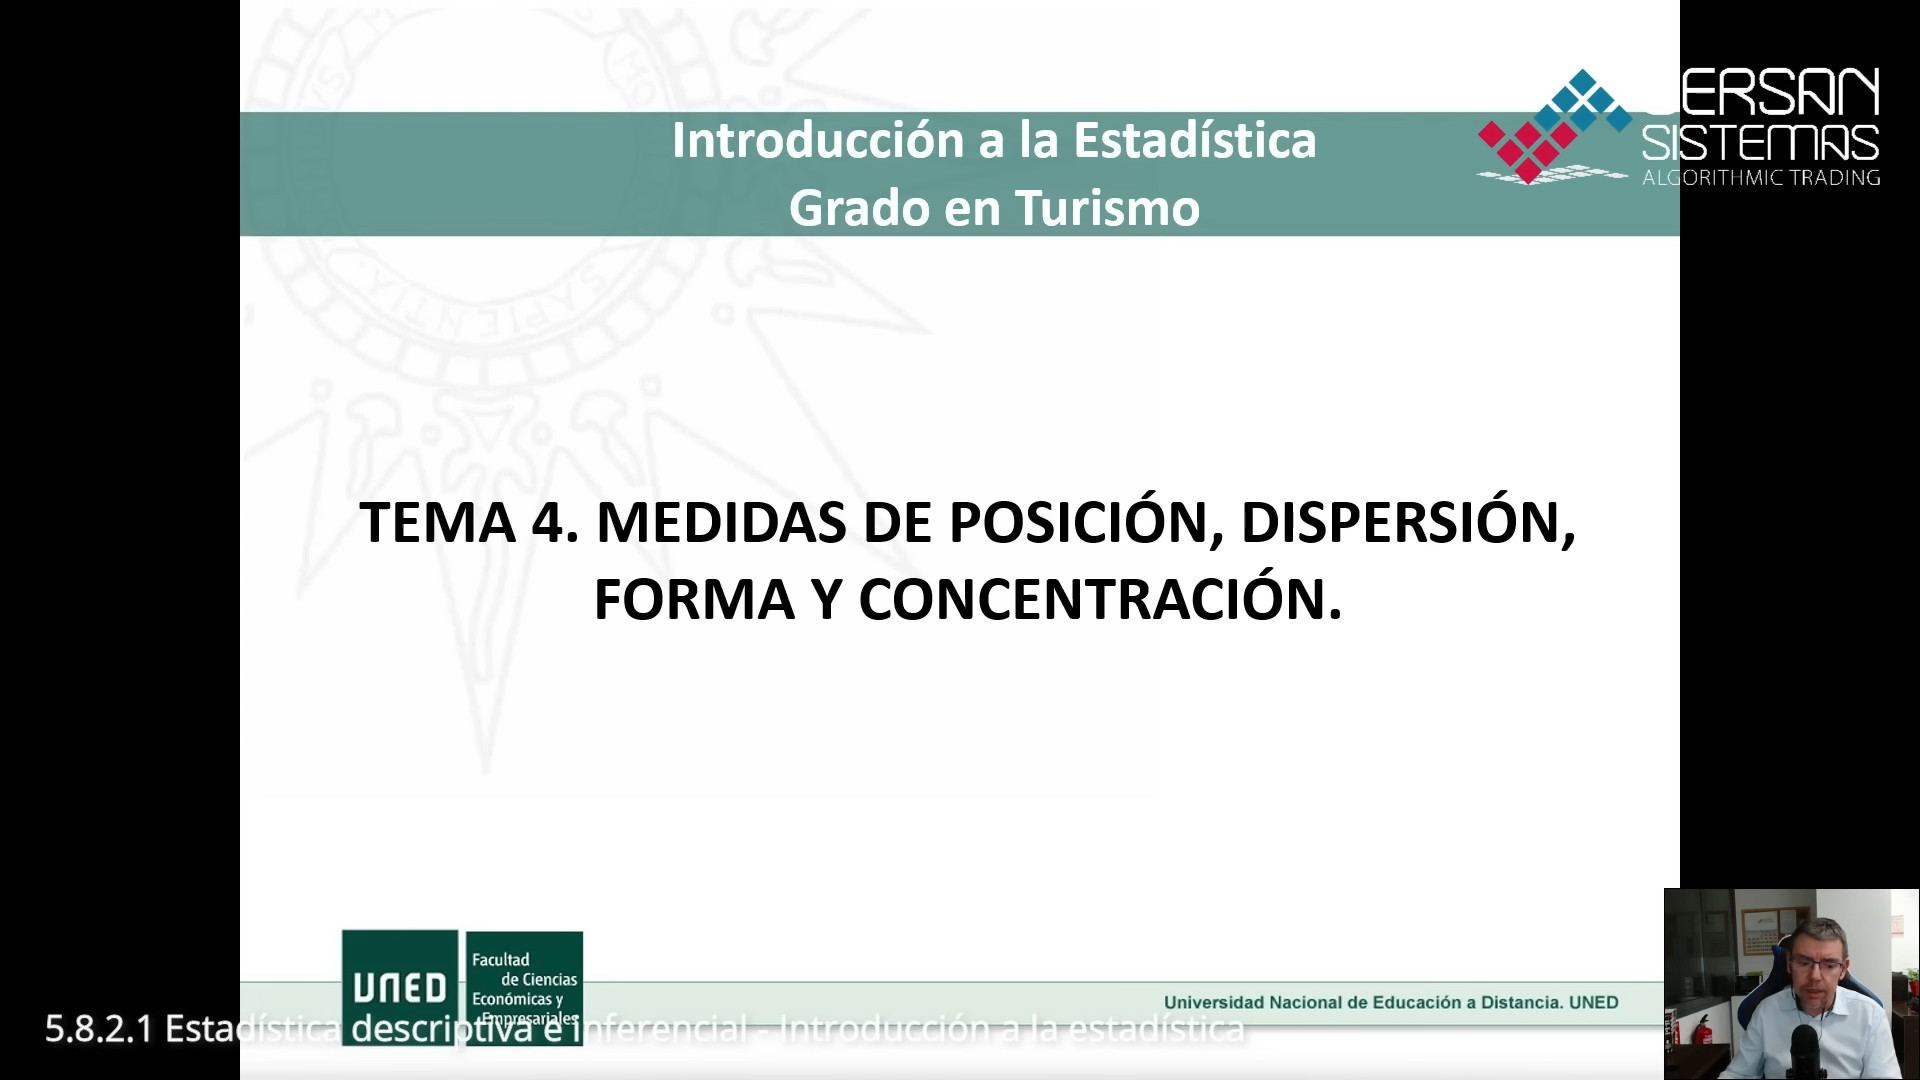 Introducción a la Estadística
Grado en Turismo
ERSAN
SISTEMAS
ALGORITHMIC TRADING
SAPIENTIA
TEMA 4. MEDIDAS DE POSICIÓN, DISPERSIÓN,
FORMA Y CONCENTRACIÓN.
UNED
Facultad
de Ciencias
Económicas y
Empresariales
Universidad Nacional de Educación a Distancia. UNED
5.8.2.1 Estadística descriptiva e inferencial - Introducción a la estadística